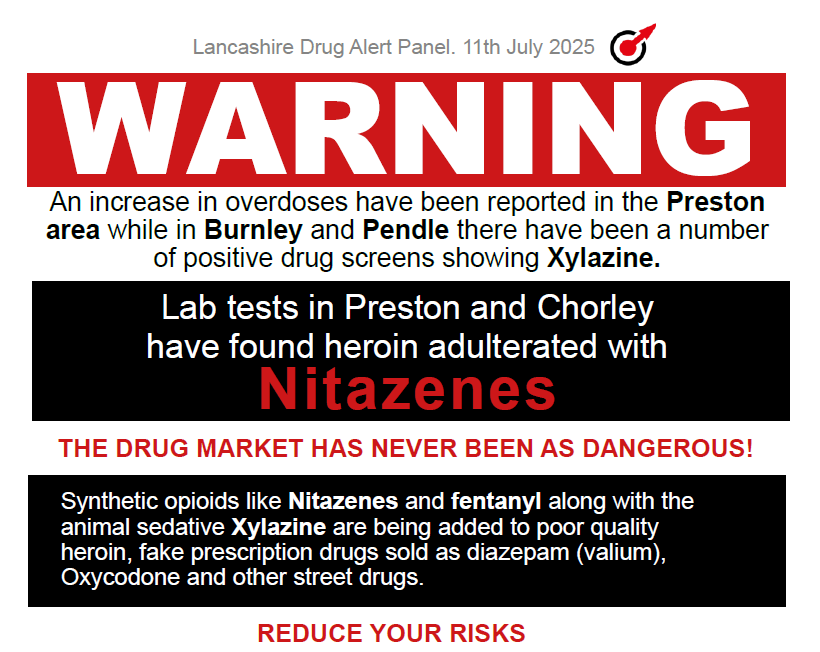 Lancashire Drug Alert Panel. 11th July 2025
WARNING
An increase in overdoses have been reported in the Preston
area while in Burnley and Pendle there have been a number
of positive drug screens showing Xylazine.
Lab tests in Preston and Chorley
have found heroin adulterated with
Nitazenes
THE DRUG MARKET HAS NEVER BEEN AS DANGEROUS!
Synthetic opioids like Nitazenes and fentanyl along with the
animal sedative Xylazine are being added to poor quality
heroin, fake prescription drugs sold as diazepam (valium),
Oxycodone and other street drugs.
REDUCE YOUR RISKS